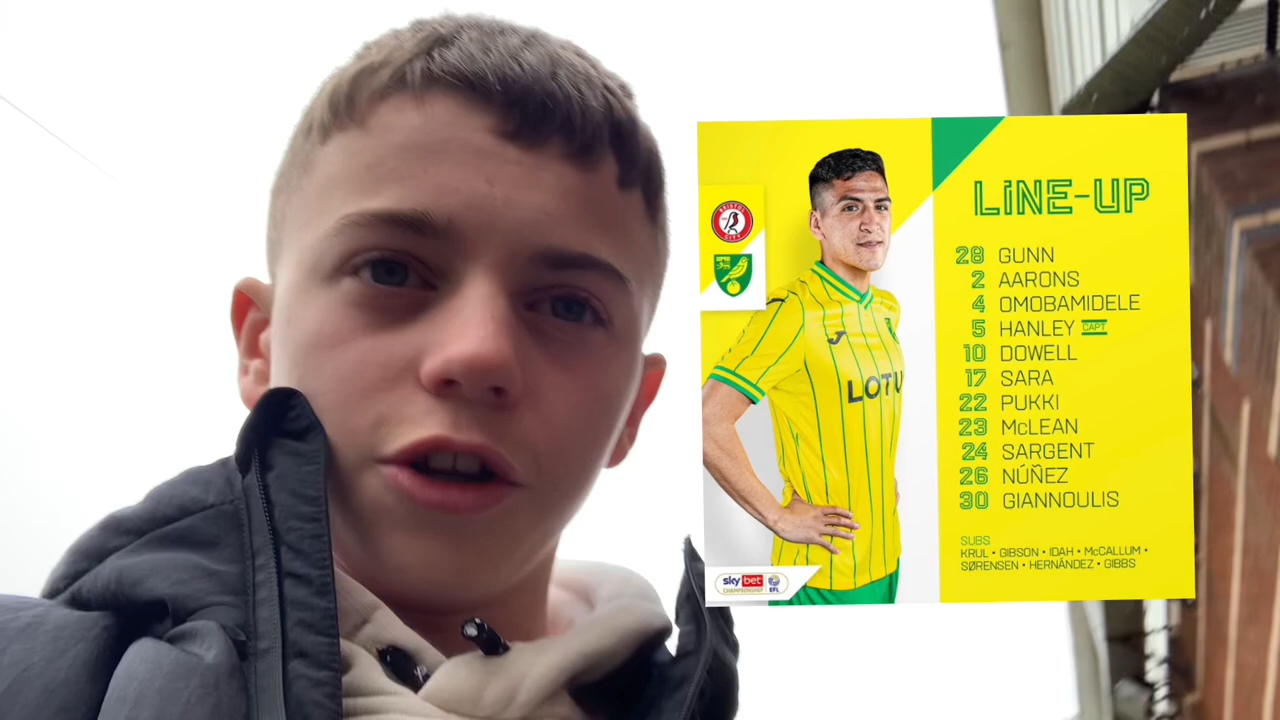 BRISTOL
CITY
LINE-UP
28 GUNN
2 AARONS
4 OMOBAMIDELE
5 HANLEY CAPT
10 DOWELL
17 SARA
22 PUKKI
23 McLEAN
24 SARGENT
26 NÚÑEZ
30 GIANNOULIS
LOTU
SUBS
KRUL • GIBSON • IDAH • McCALLUM •
SØRENSEN • HERNÁNDEZ • GIBBS
sky bet
CHAMPIONSHIP
EFL